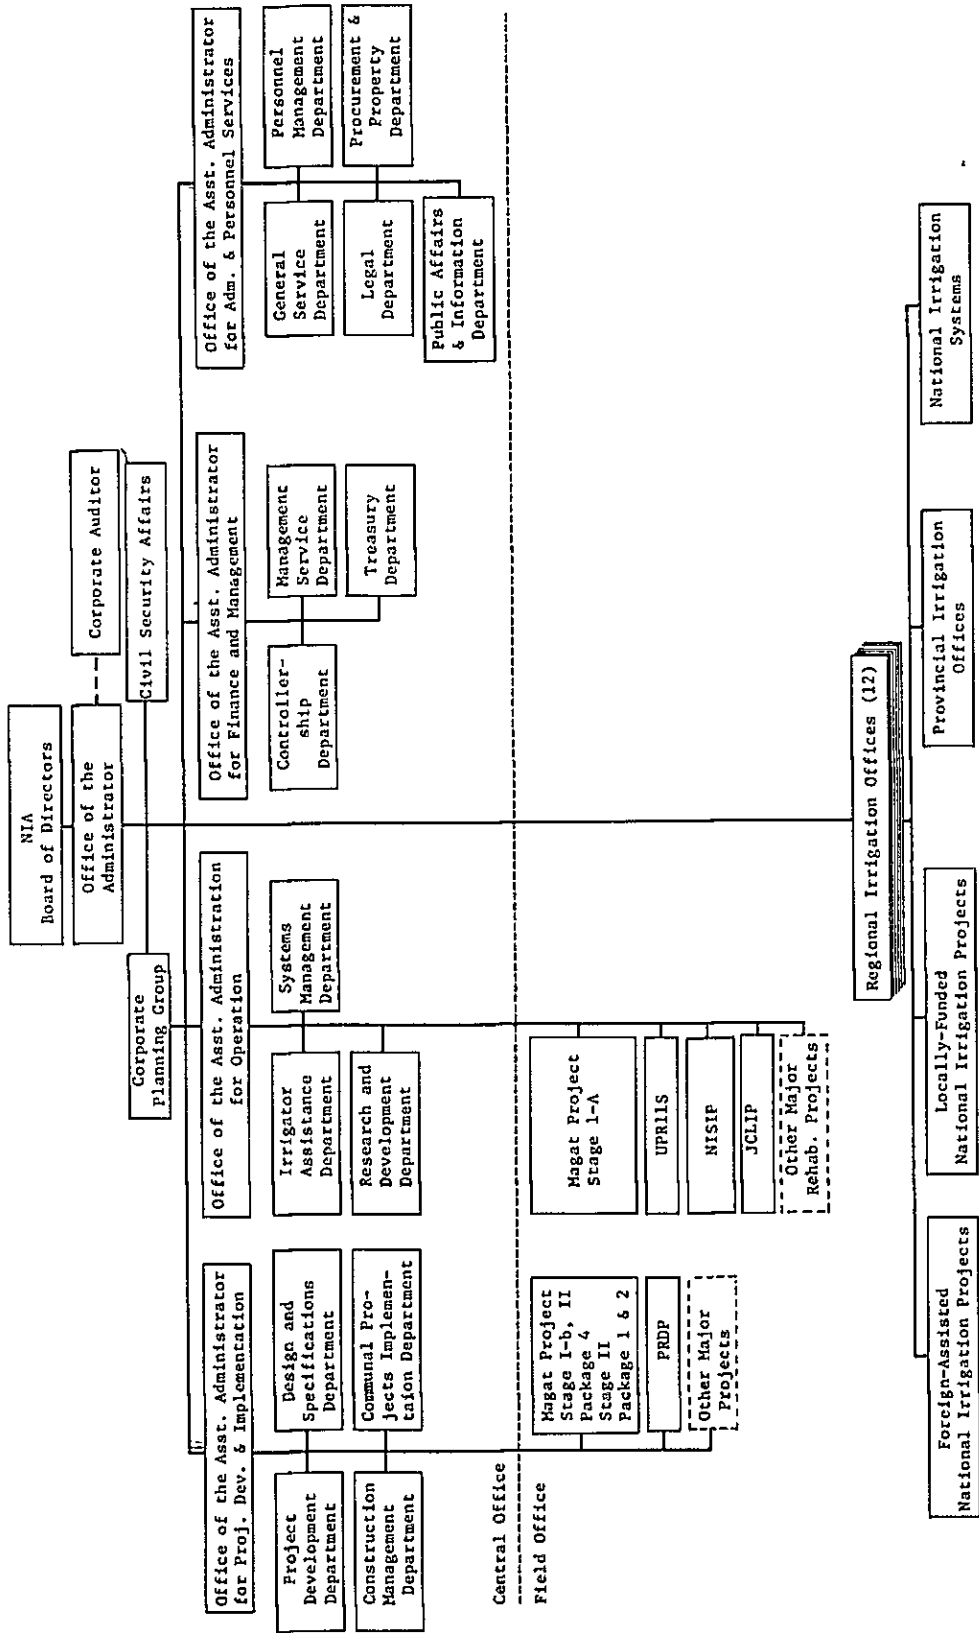 NIA
Board of Directors
Office of the
Administrator
Corporate Auditor
Civil Security Affairs
Corporate
Planning Group
Office of the Asst. Administrator
for Proj. Dev. & Implementation
Project
Development
Department
Design and
Specifications
Department
Construction
Management
Department
Communal Pro-
jects Implemen-
taion Department
Office of the Asst. Administration
for Operation
Irrigator
Assistance
Department
Systems
Management
Department
Research and
Development
Department
Office of the Asst. Administrator
for Finance and Management
Controller-
ship
Department
Management
Service
Department
Treasury
Department
Office of the Asst. Administrator
for Adm. & Personnel Services
General
Service
Department
Personnel
Management
Department
Legal
Department
Procurement &
Property
Department
Public Affairs
& Information
Department
Central Office
Field Office
Magat Project
Stage I-b, II
Package 4
Stage II
Package 1 & 2
PRDP
Other Major
Projects
Magat Project
Stage 1-A
UPR11S
NISIP
JCLIP
Other Major
Rehab. Projects
Regional Irrigation Offices (12)
Foreign-Assisted
National Irrigation Projects
Locally-Funded
National Irrigation Projects
Provincial Irrigation
Offices
National Irrigation
Systems